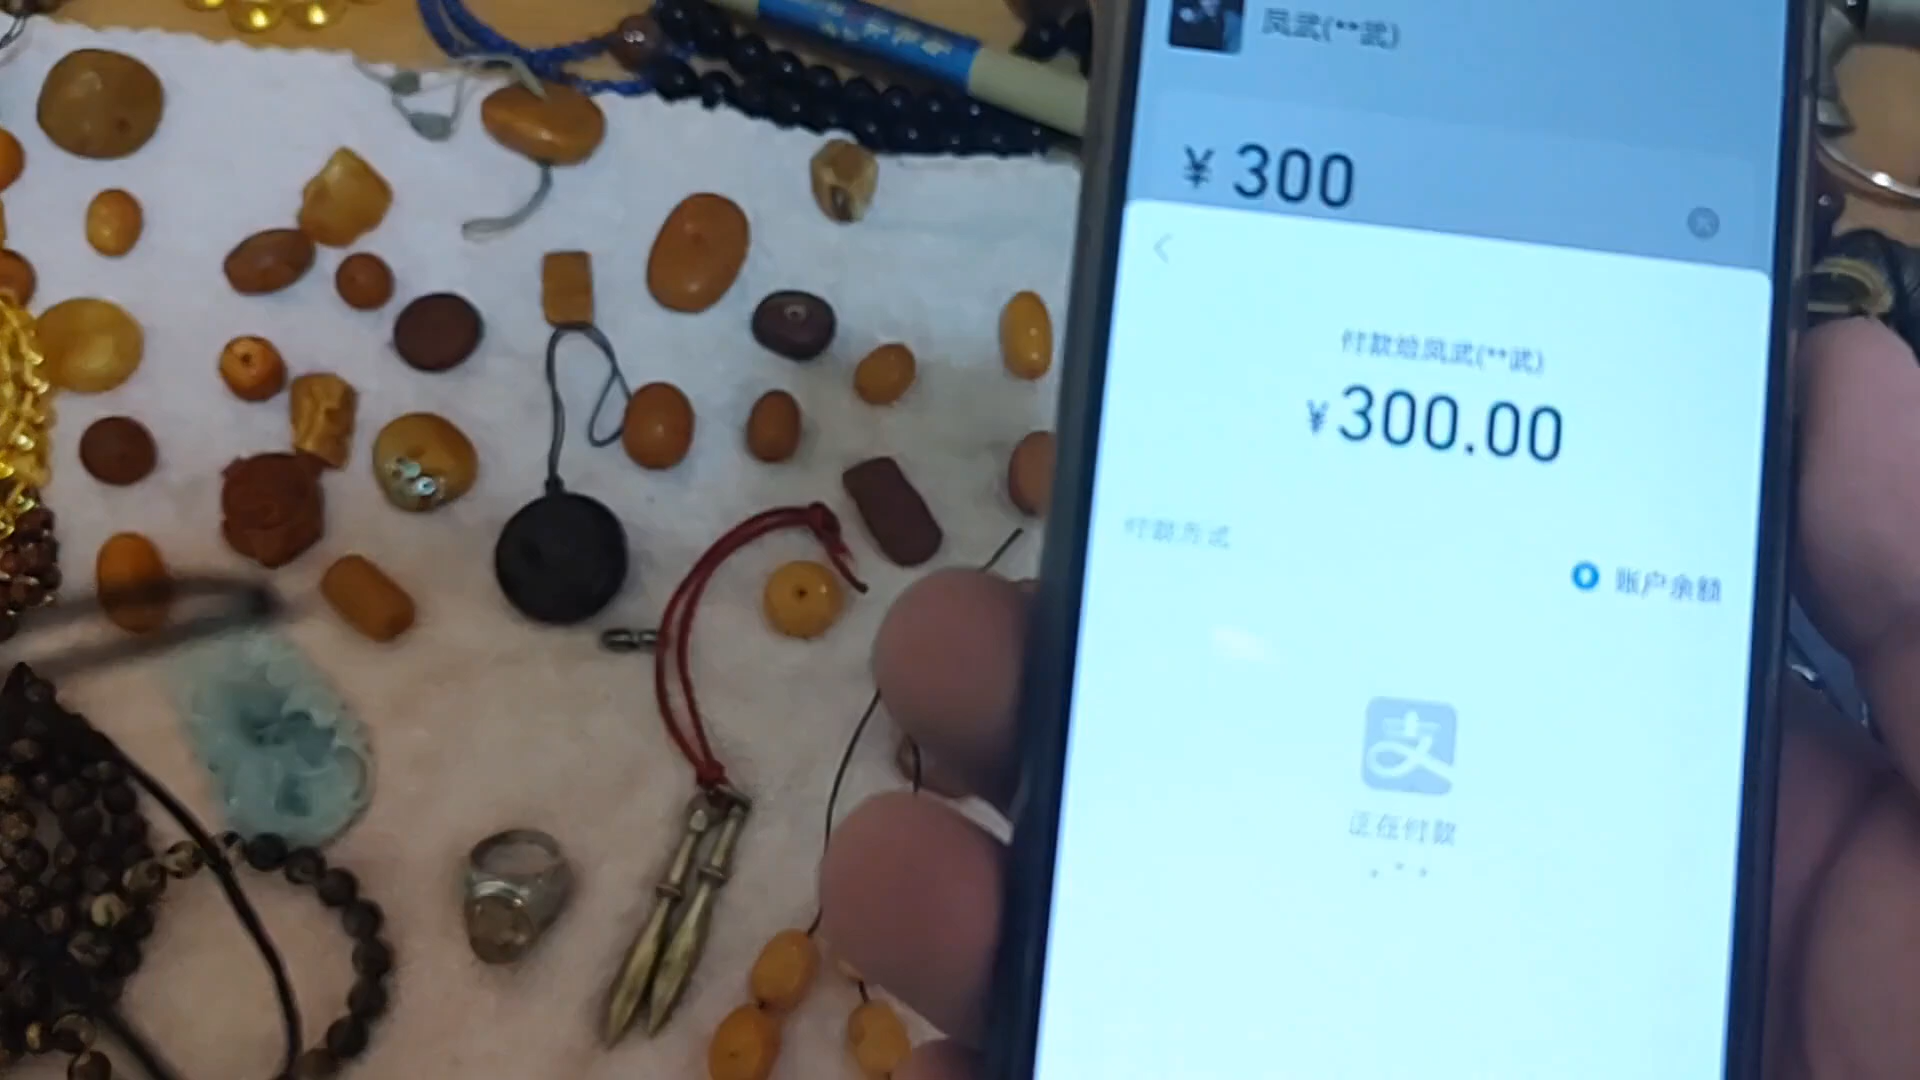 凤武(**武)
¥ 300
付款给凤武(**武)
¥300.00
付款方式
账户余额
支
正在付款